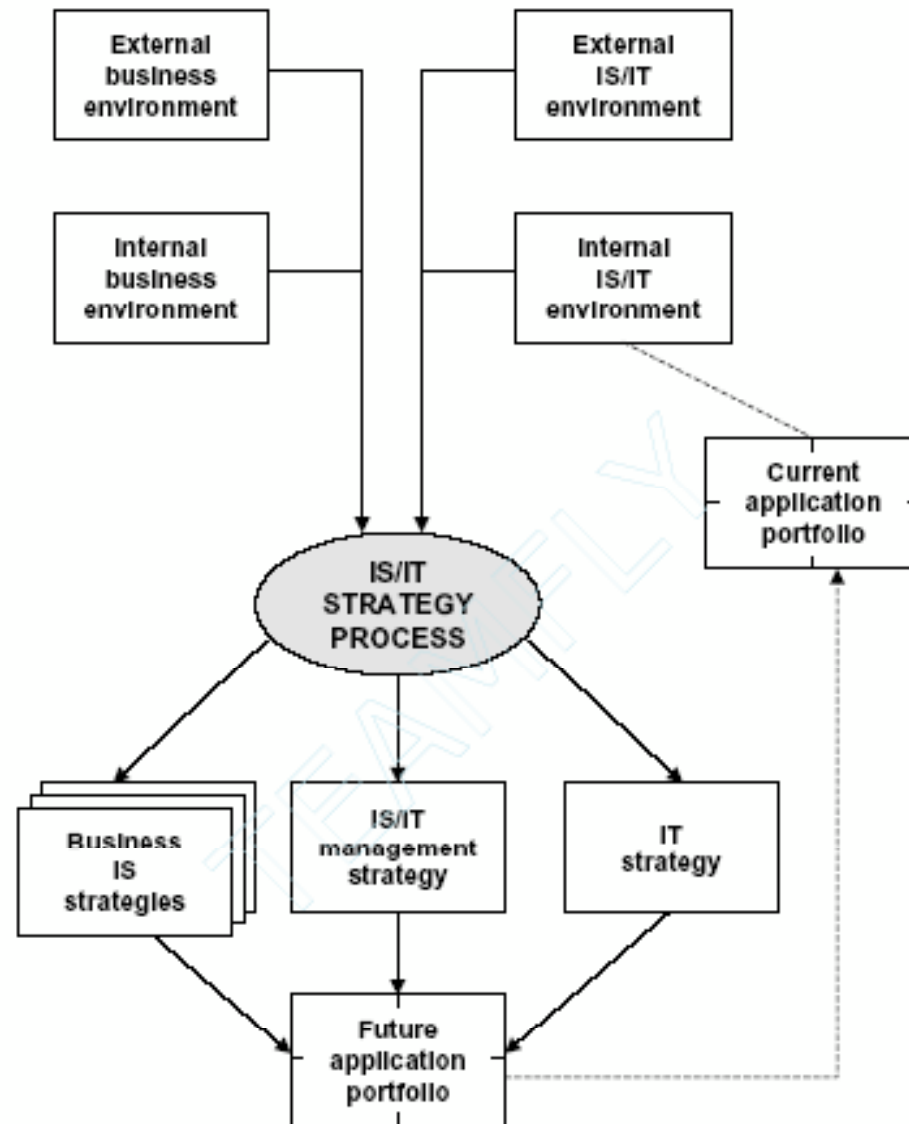 External
business
environment
External
IS/IT
environment
Internal
business
environment
Internal
IS/IT
environment
Current
application
portfolio
IS/IT
STRATEGY
PROCESS
Business
IS
strategies
IS/IT
management
strategy
IT
strategy
Future
application
portfolio
TEAMFLY